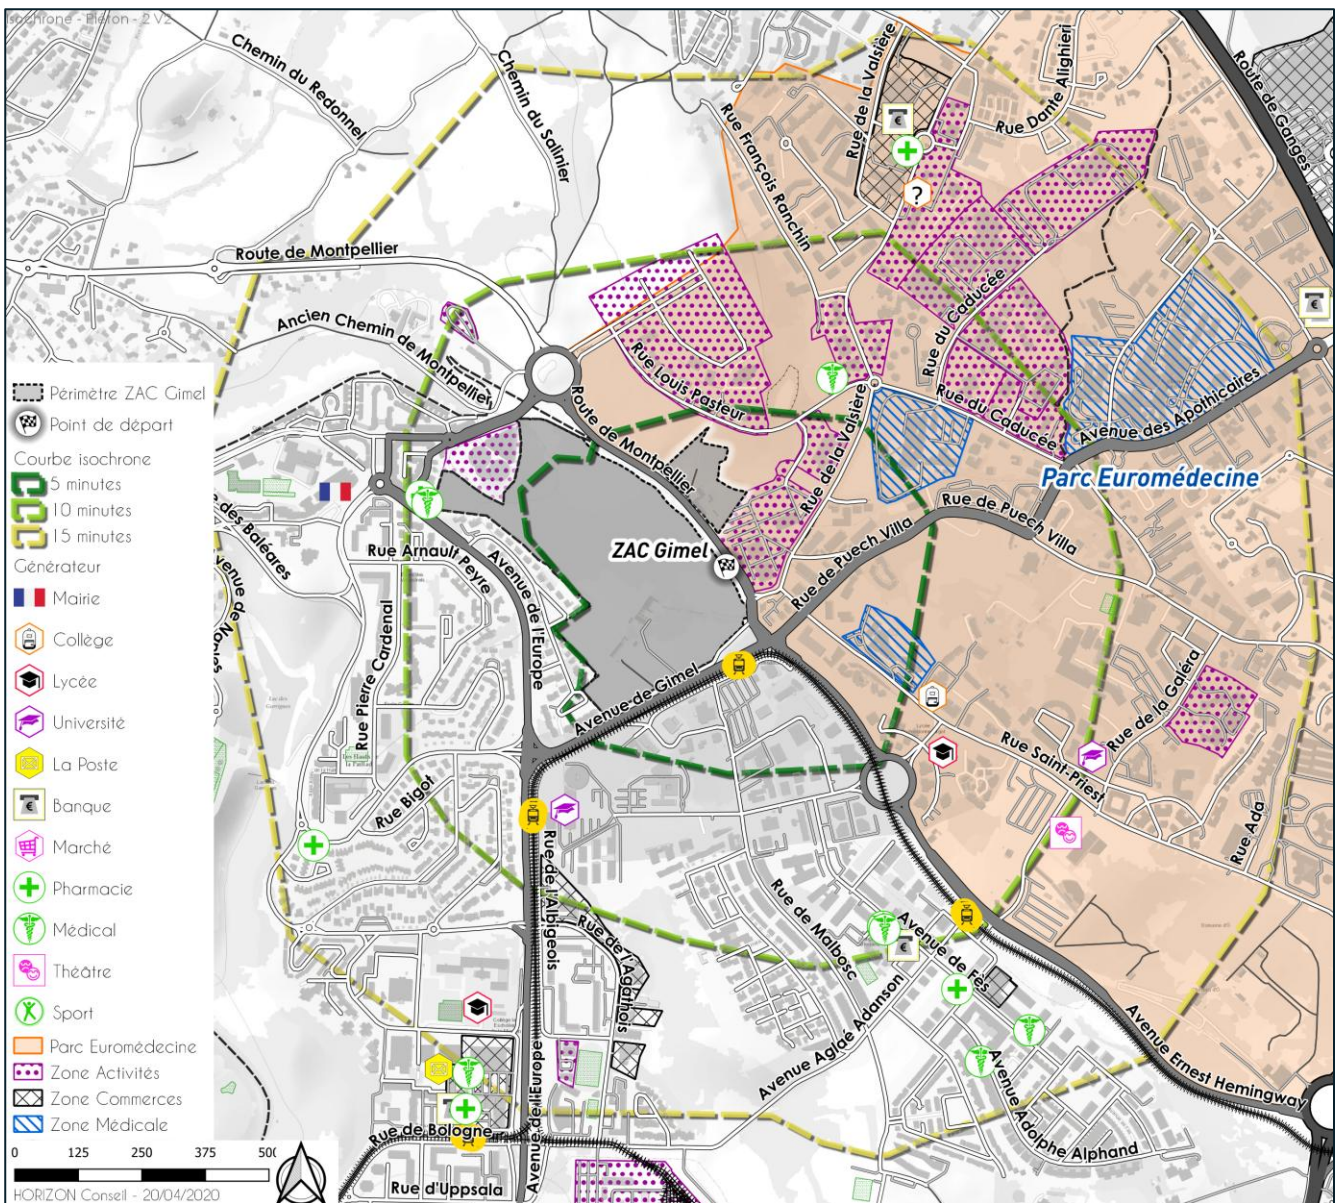 Isochrone - Piéton - 2 V2
Chemin du Redonnel
Chemin du Salinier
Rue de la Valsière
Rue Dante Alighieri
Route de Ganges
Rue François Ranchin
?
Route de Montpellier
Ancien Chemin de Montpellier
Rue Louis Pasteur
Rue du Caducée
Rue du Caducée
Avenue des Apothicaires
Parc Euromédecine
Route de Montpellier
Rue de la Valsière
Rue de Puech Villa
Rue de Puech Villa
ZAC Gimel
des Baléares
Rue Arnault Peyre
Avenue de l'Europe
Rue Pierre Cardenal
Avenue de Gimel
Rue de la Galéra
Rue Saint-Priest
Rue Ada
Rue Bigot
Rue de l'Albigeois
Rue de l'Agathois
Rue de Malbosc
Avenue de Fès
Avenue Aglaé Adanson
Avenue Ernest Hemingway
Avenue Adolphe Alphand
Avenue de l'Europe
Rue de Bologne
Rue d'Uppsala
Périmètre ZAC Gimel
Point de départ
Courbe isochrone
5 minutes
10 minutes
15 minutes
Générateur
Mairie
Collège
Lycée
Université
La Poste
€ Banque
Marché
Pharmacie
Médical
Théâtre
Sport
Parc Euromédecine
Zone Activités
Zone Commerces
Zone Médicale
0 125 250 375 500
HORIZON Conseil - 20/04/2020